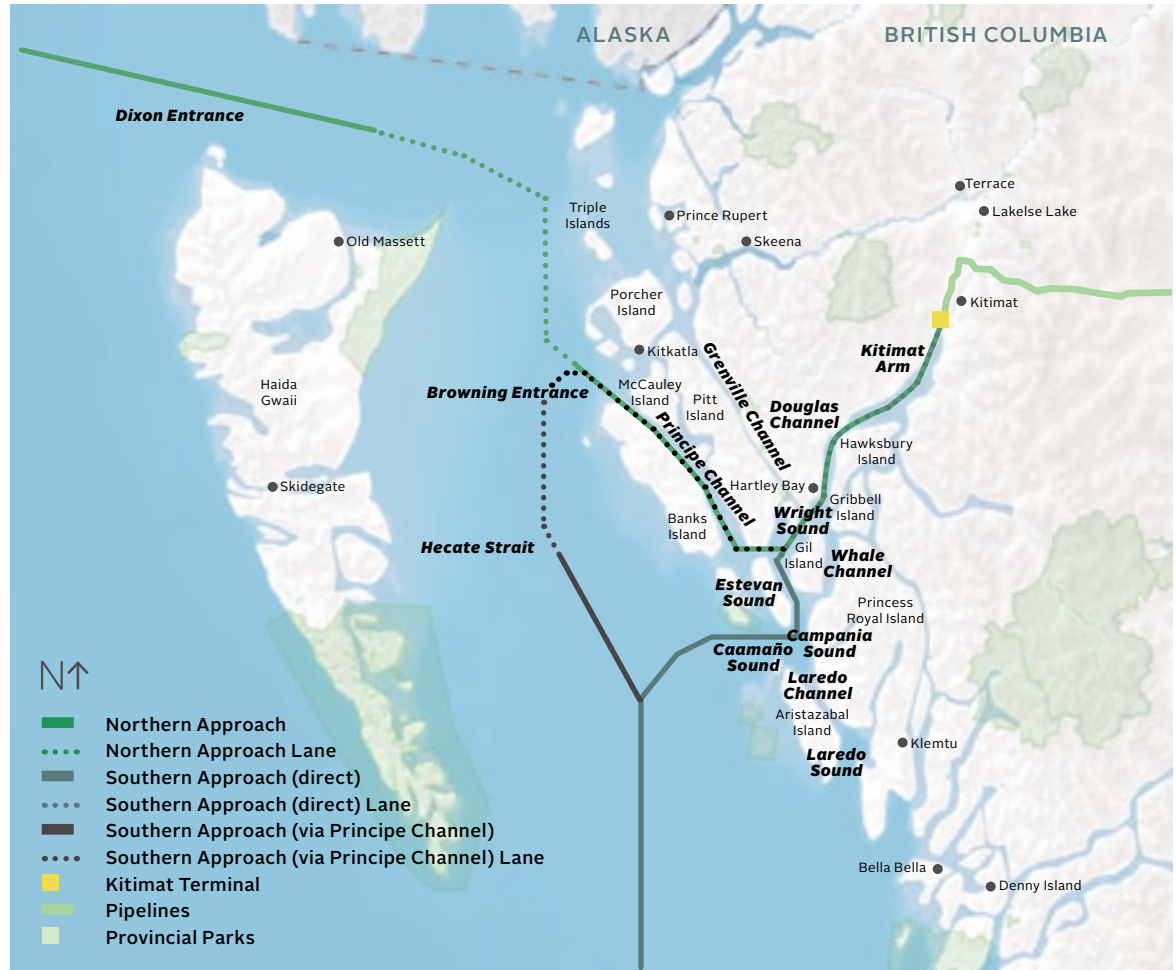 ALASKA
BRITISH COLUMBIA
Dixon Entrance
Terrace
Lakelse Lake
Triple
Islands
Prince Rupert
Skeena
Old Massett
Porcher
Island
Kitimat
Kitkatla
Grenville Channel
Kitimat
Arm
Haida
Gwaii
Browning Entrance
McCauley
Island
Pitt
Island
Principe Channel
Douglas
Channel
Hawksbury
Island
Skidegate
Hartley Bay
Gribbell
Island
Wright
Sound
Banks
Island
Hecate Strait
Gil
Island
Whale
Channel
Estevan
Sound
Princess
Royal Island
Campania
Sound
Caamaño
Sound
Laredo
Channel
Aristazabal
Island
Klemtu
Laredo
Sound
Bella Bella
Denny Island
N↑
Northern Approach
Northern Approach Lane
Southern Approach (direct)
Southern Approach (direct) Lane
Southern Approach (via Principe Channel)
Southern Approach (via Principe Channel) Lane
Kitimat Terminal
Pipelines
Provincial Parks